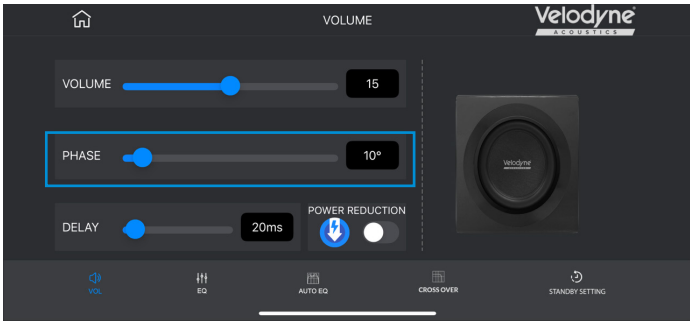 VOLUME
Velodyne
ACOUSTICS
VOLUME
15
PHASE
10°
Velodyne
DELAY
20ms
POWER REDUCTION
VOL
EQ
AUTO EQ
CROSS OVER
STANDBY SETTING